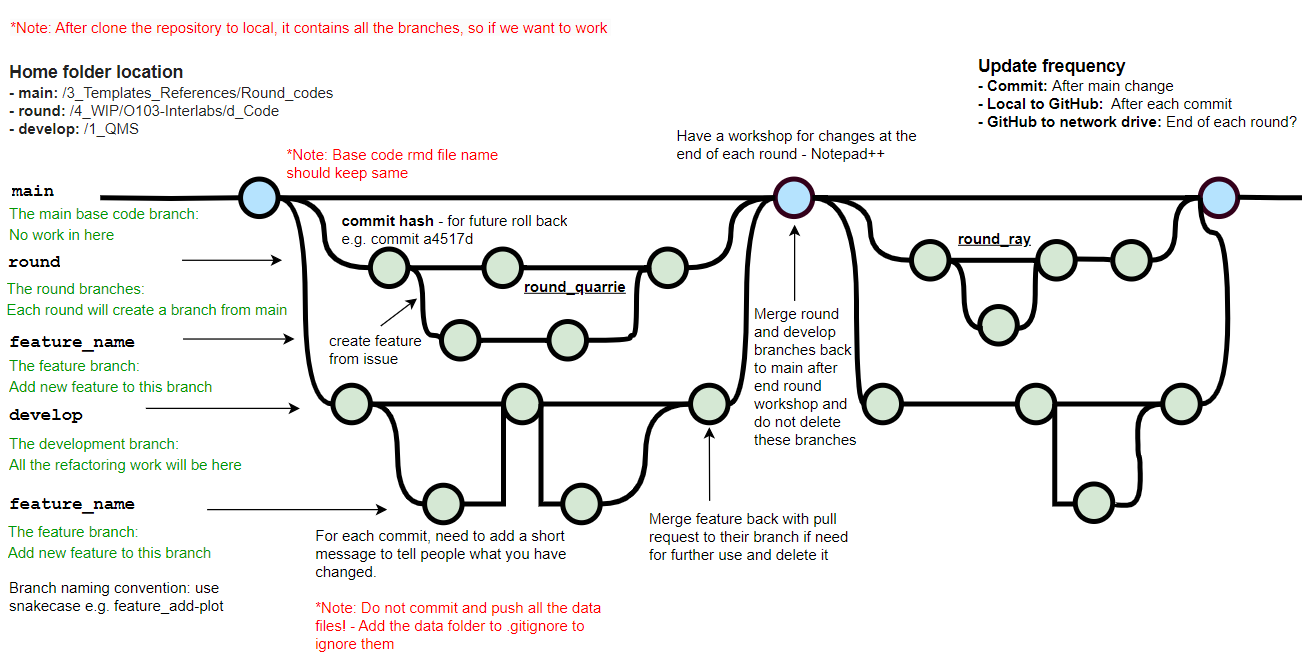 *Note: After clone the repository to local, it contains all the branches, so if we want to work
Home folder location
- main: /3_Templates_References/Round_codes
- round: /4_WIP/O103-Interlabs/d_Code
- develop: /1_QMS
Update frequency
- Commit: After main change
- Local to GitHub: After each commit
- GitHub to network drive: End of each round?
Have a workshop for changes at the
end of each round - Notepad++
*Note: Base code rmd file name
should keep same
main
The main base code branch:
No work in here
commit hash - for future roll back
e.g. commit a4517d
round_ray
round
The round branches:
Each round will create a branch from main
round_quarrie
create feature
from issue
Merge round
and develop
branches back
to main after
end round
workshop and
do not delete
these branches
feature_name
The feature branch:
Add new feature to this branch
develop
The development branch:
All the refactoring work will be here
feature_name
The feature branch:
Add new feature to this branch
For each commit, need to add a short
message to tell people what you have
changed.
Merge feature back with pull
request to their branch if need
for further use and delete it
Branch naming convention: use
snakecase e.g. feature_add-plot
*Note: Do not commit and push all the data
files! - Add the data folder to .gitignore to
ignore them